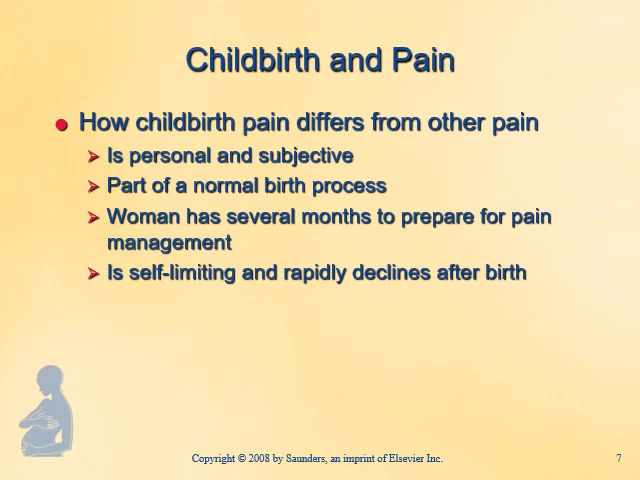 Childbirth and Pain
How childbirth pain differs from other pain
Is personal and subjective
Part of a normal birth process
Woman has several months to prepare for pain
management
Is self-limiting and rapidly declines after birth
Copyright © 2008 by Saunders, an imprint of Elsevier Inc.
7